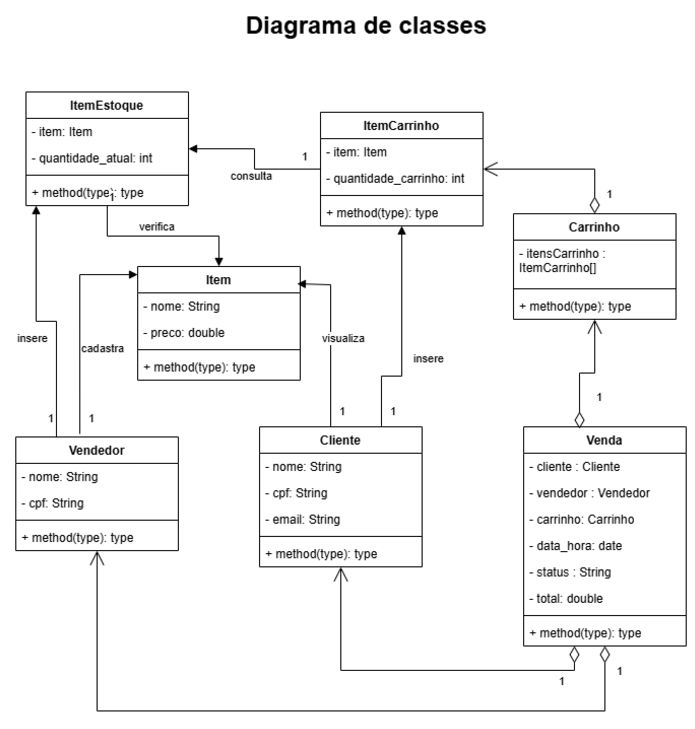 Diagrama de classes
ItemEstoque
- item: Item
- quantidade_atual: int
+ method(type): type
1
ItemCarrinho
- item: Item
- quantidade_carrinho: int
+ method(type): type
1
consulta
verifica
1
Carrinho
- itensCarrinho :
ItemCarrinho[]
+ method(type): type
Item
- nome: String
- preco: double
+ method(type): type
insere
cadastra
visualiza
insere
1
1
1
1
1
Vendedor
- nome: String
- cpf: String
+ method(type): type
Cliente
- nome: String
- cpf: String
- email: String
+ method(type): type
Venda
- cliente : Cliente
- vendedor : Vendedor
- carrinho: Carrinho
- data_hora: date
- status : String
- total: double
+ method(type): type
1
1